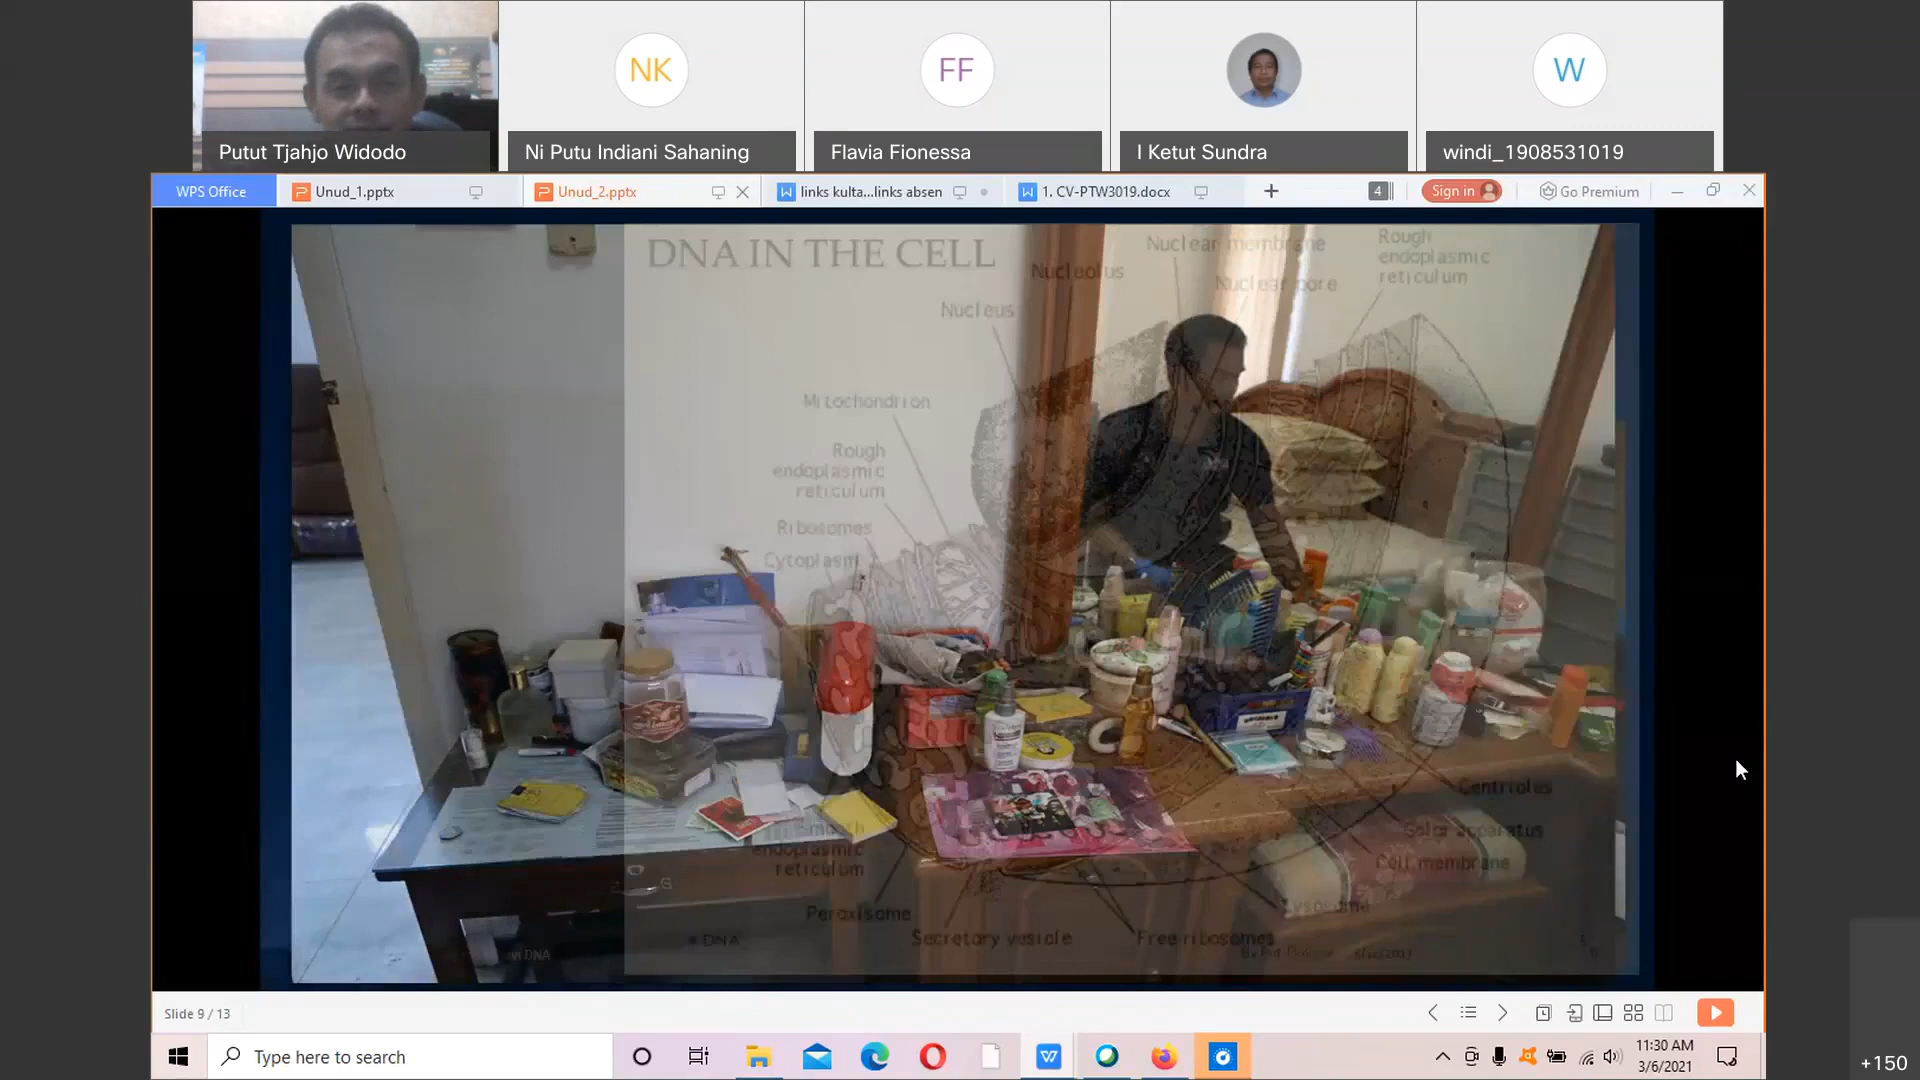 NK
FF
W
Putut Tjahjo Widodo
Ni Putu Indiani Sahaning
Flavia Fionessa
I Ketut Sundra
windi_1908531019
WPS Office
Unud_1.pptx
Unud_2.pptx
links kulta...links absen
1. CV-PTW3019.docx
4
Sign in
Go Premium
DNA IN THE CELL
Nuclear membrane
Rough
endoplasmic
reticulum
Nucleolus
Nuclear pore
Nucleus
Mitochondrion
Rough
endoplasmic
reticulum
Ribosomes
Cytoplasm
Centrioles
Golgi apparatus
Smooth
endoplasmic
reticulum
Cell membrane
Lysosome
Peroxisome
Secretory vesicle
Free ribosomes
DNA
DNA
Slide 9 / 13
Type here to search
11:30 AM
3/6/2021
+150